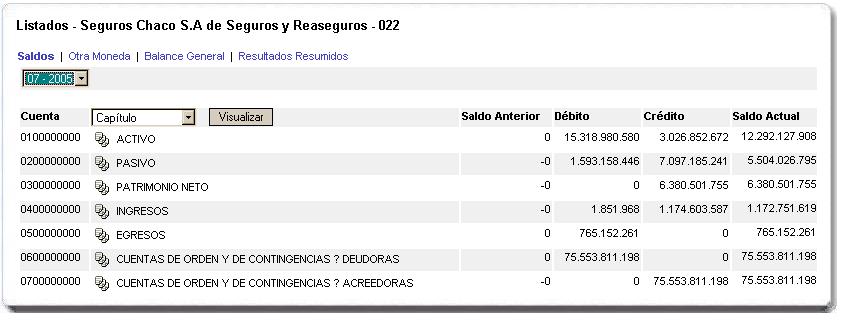 Listados - Seguros Chaco S.A de Seguros y Reaseguros - 022
Saldos | Otra Moneda | Balance General | Resultados Resumidos
07 - 2005
Cuenta Capítulo Visualizar Saldo Anterior Débito Crédito Saldo Actual
0100000000 ACTIVO 0 15.318.980.580 3.026.852.672 12.292.127.908
0200000000 PASIVO -0 1.593.158.446 7.097.185.241 5.504.026.795
0300000000 PATRIMONIO NETO -0 0 6.380.501.755 6.380.501.755
0400000000 INGRESOS -0 1.851.968 1.174.603.587 1.172.751.619
0500000000 EGRESOS 0 765.152.261 0 765.152.261
0600000000 CUENTAS DE ORDEN Y DE CONTINGENCIAS ? DEUDORAS 0 75.553.811.198 0 75.553.811.198
0700000000 CUENTAS DE ORDEN Y DE CONTINGENCIAS ? ACREEDORAS -0 0 75.553.811.198 75.553.811.198